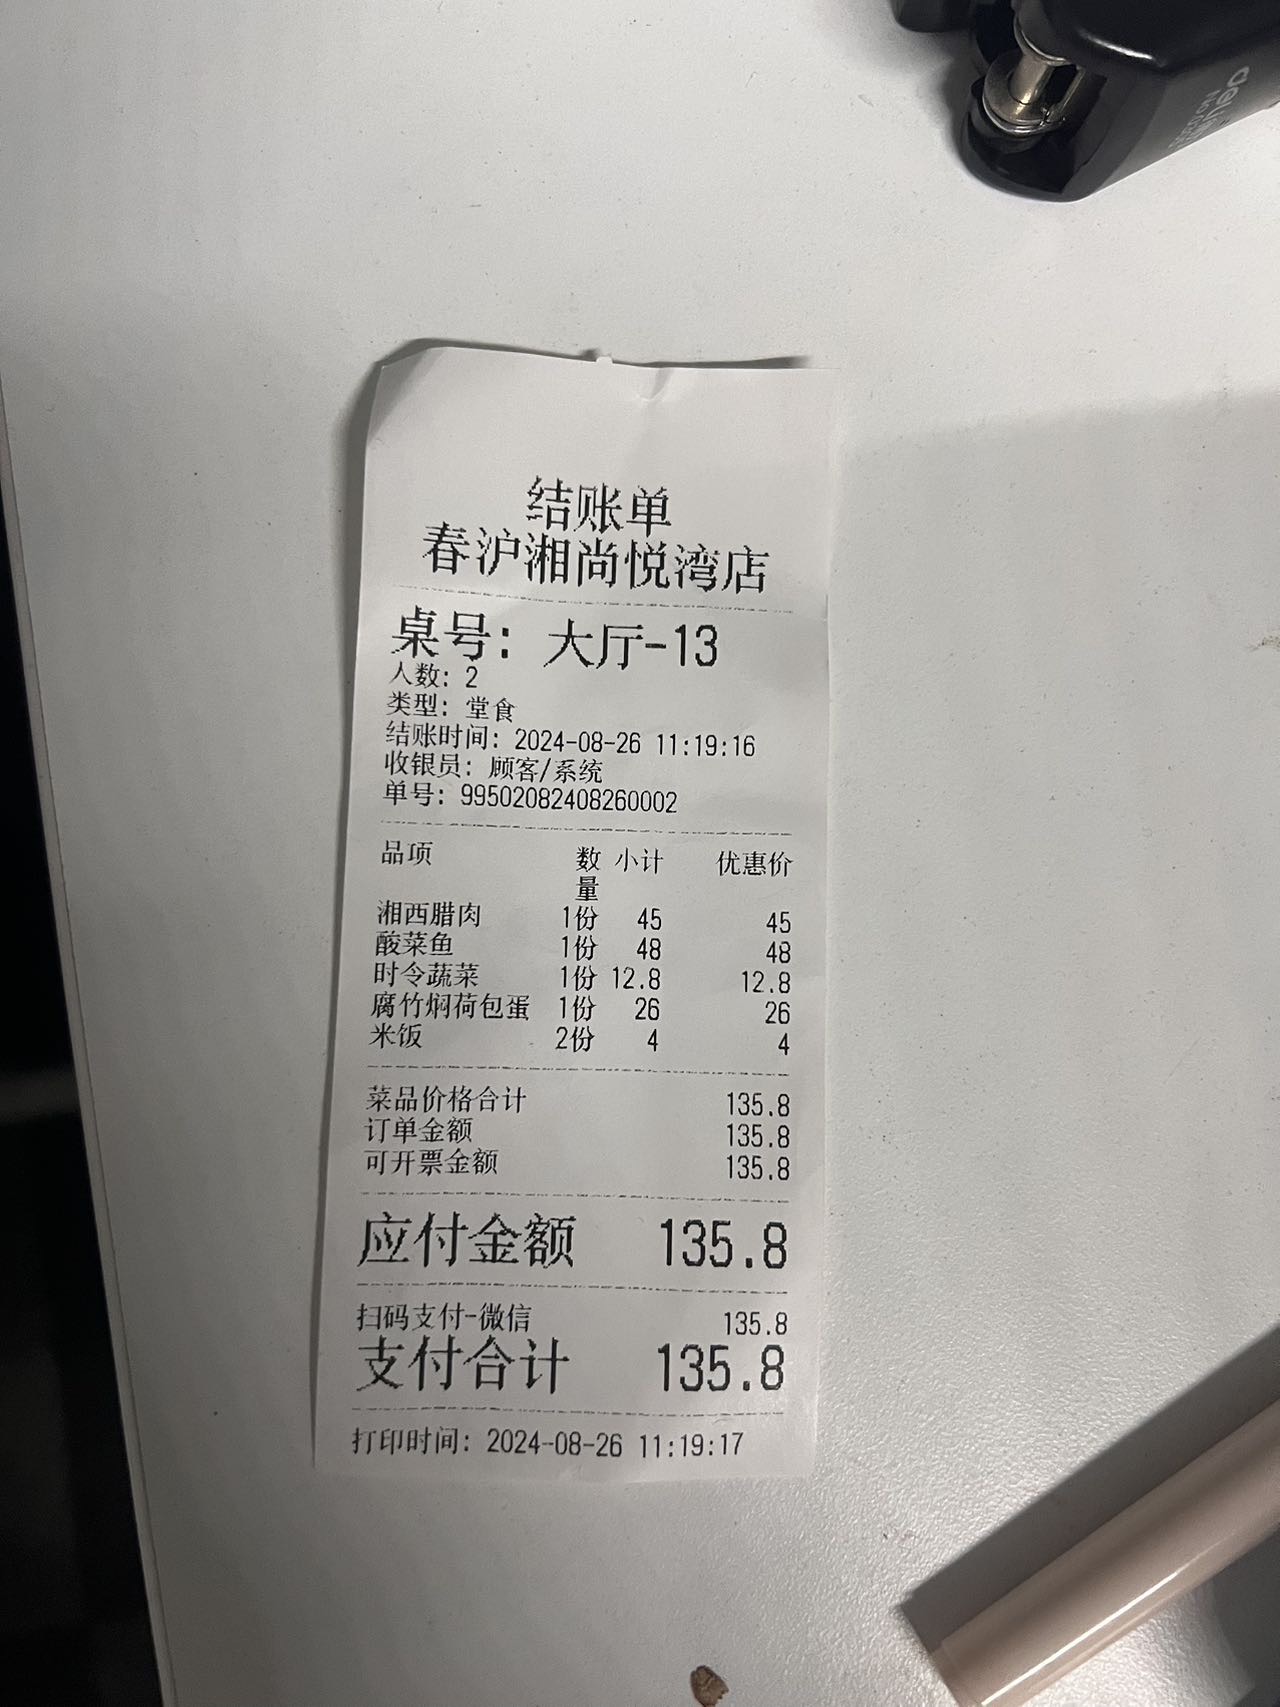 deli
结账单
春沪湘尚悦湾店
桌号: 大厅-13
人数: 2
类型: 堂食
结账时间: 2024-08-26 11:19:16
收银员: 顾客/系统
单号: 99502082408260002
品项 数量 小计 优惠价
湘西腊肉 1份 45 45
酸菜鱼 1份 48 48
时令蔬菜 1份 12.8 12.8
腐竹焖荷包蛋 1份 26 26
米饭 2份 4 4
菜品价格合计 135.8
订单金额 135.8
可开票金额 135.8
应付金额 135.8
扫码支付-微信 135.8
支付合计 135.8
打印时间: 2024-08-26 11:19:17